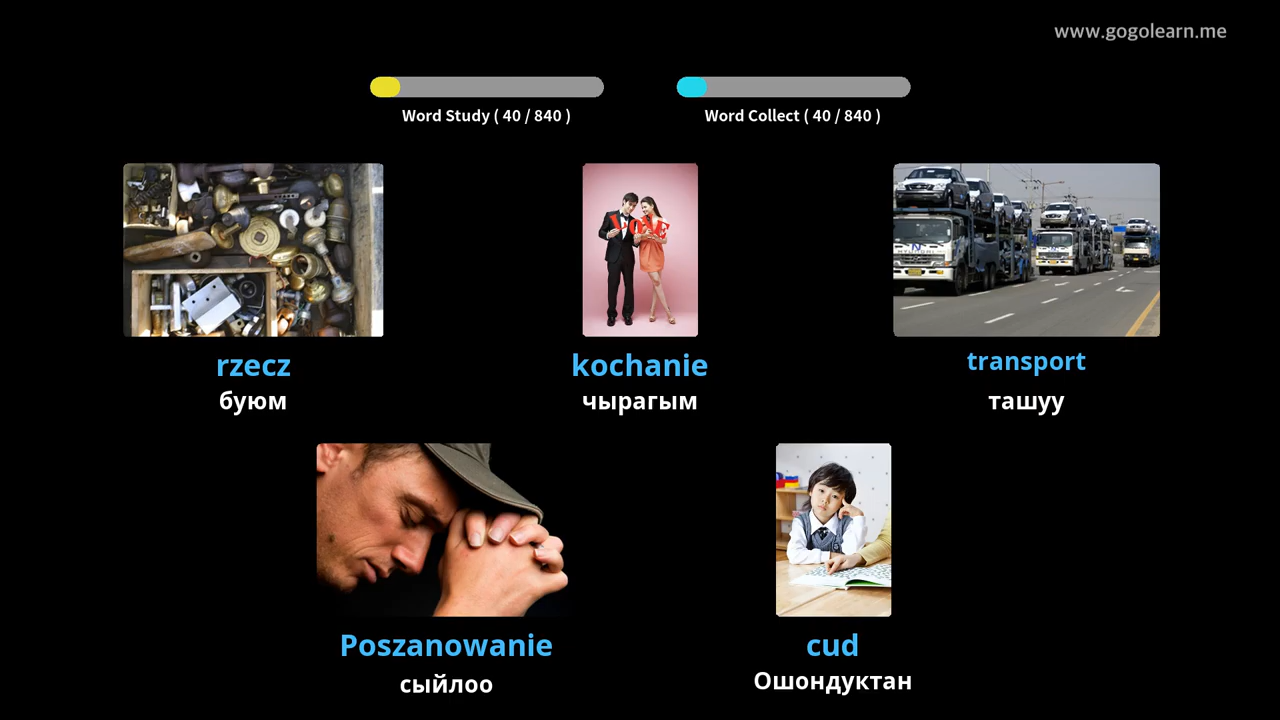 www.gogolearn.me
Word Study ( 40 / 840 )
Word Collect ( 40 / 840 )
rzecz
буюм
kochanie
чырагым
transport
ташуу
Poszanowanie
сыйлоо
cud
Ошондуктан
LOVE